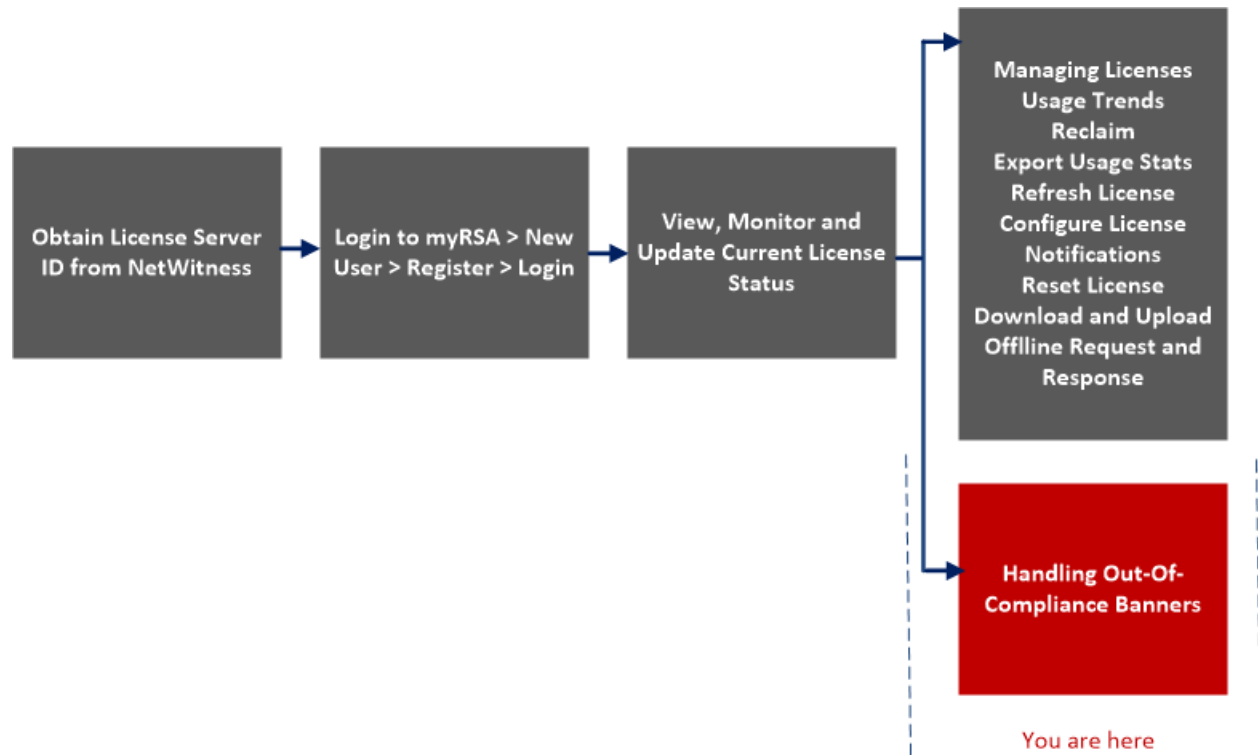 Obtain License Server
ID from NetWitness
Login to myRSA > New
User > Register > Login
View, Monitor and
Update Current License
Status
Managing Licenses
Usage Trends
Reclaim
Export Usage Stats
Refresh License
Configure License
Notifications
Reset License
Download and Upload
Offlline Request and
Response
Handling Out-Of-
Compliance Banners
You are here